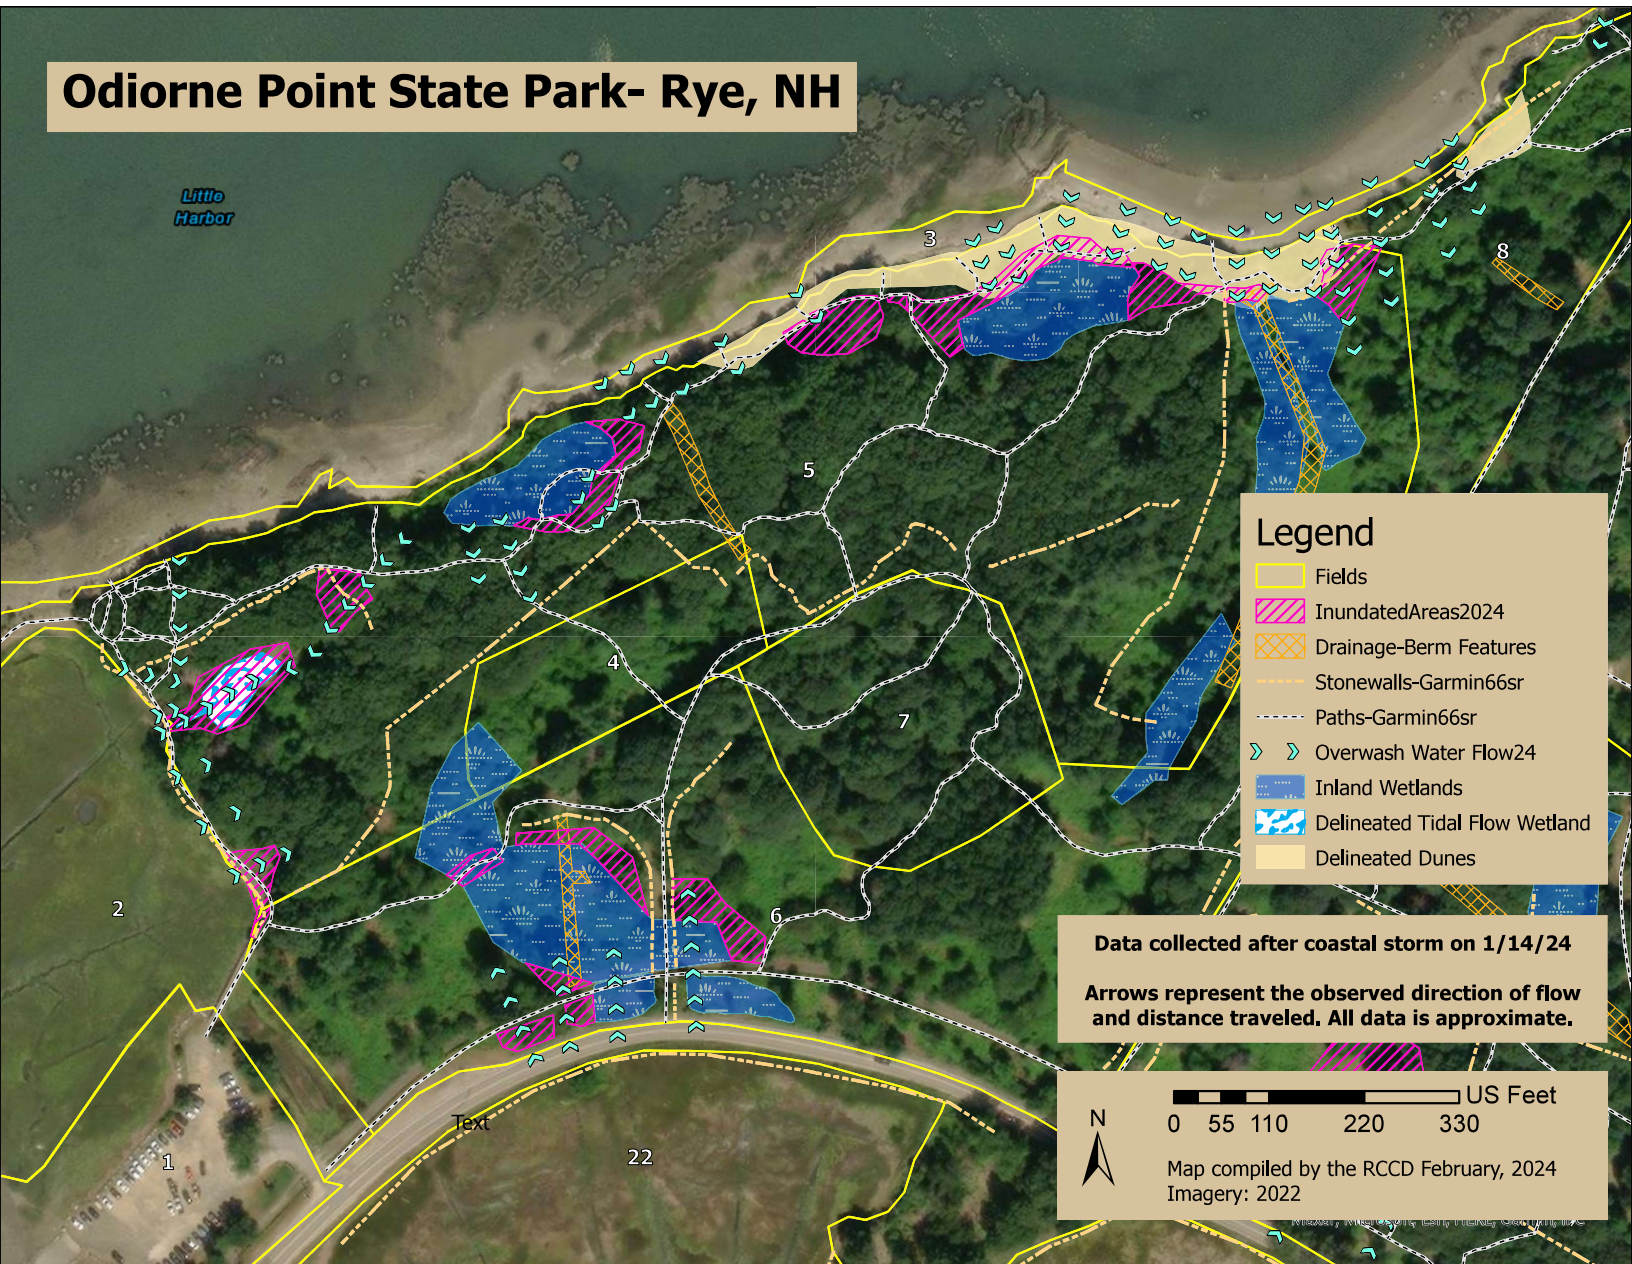 Odiorne Point State Park- Rye, NH
Little
Harbor
3
8
5
4
7
2
6
1
22
Text
Legend
Fields
InundatedAreas2024
Drainage-Berm Features
Stonewalls-Garmin66sr
Paths-Garmin66sr
Overwash Water Flow24
Inland Wetlands
Delineated Tidal Flow Wetland
Delineated Dunes
Data collected after coastal storm on 1/14/24
Arrows represent the observed direction of flow
and distance traveled. All data is approximate.
N
US Feet
0 55 110 220 330
Map compiled by the RCCD February, 2024
Imagery: 2022